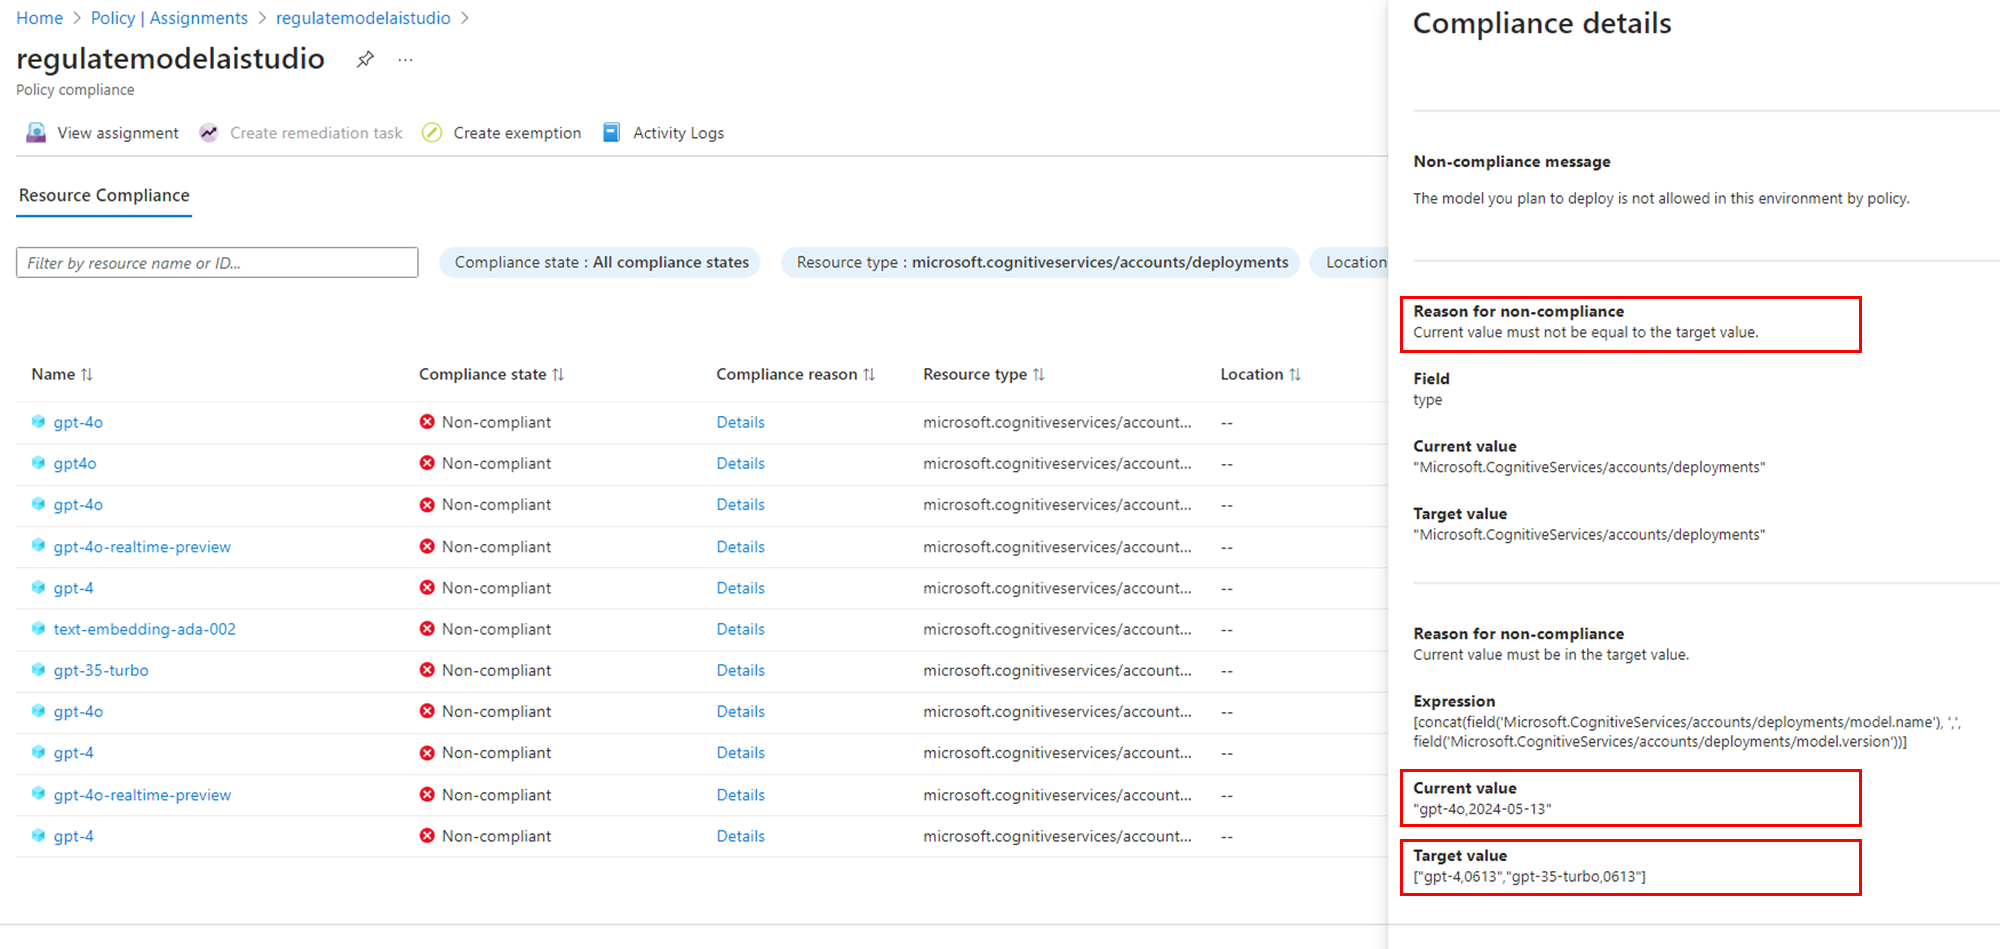 Home > Policy | Assignments > regulatemodelaistudio >
regulatemodelaistudio ...
Policy compliance
View assignment Create remediation task Create exemption Activity Logs
Resource Compliance
Filter by resource name or ID...
Compliance state : All compliance states
Resource type : microsoft.cognitiveservices/accounts/deployments
Location
Name Compliance state Compliance reason Resource type Location
gpt-4o Non-compliant Details microsoft.cognitiveservices/account... --
gpt4o Non-compliant Details microsoft.cognitiveservices/account... --
gpt-4o Non-compliant Details microsoft.cognitiveservices/account... --
gpt-4o-realtime-preview Non-compliant Details microsoft.cognitiveservices/account... --
gpt-4 Non-compliant Details microsoft.cognitiveservices/account... --
text-embedding-ada-002 Non-compliant Details microsoft.cognitiveservices/account... --
gpt-35-turbo Non-compliant Details microsoft.cognitiveservices/account... --
gpt-4o Non-compliant Details microsoft.cognitiveservices/account... --
gpt-4 Non-compliant Details microsoft.cognitiveservices/account... --
gpt-4o-realtime-preview Non-compliant Details microsoft.cognitiveservices/account... --
gpt-4 Non-compliant Details microsoft.cognitiveservices/account... --
Compliance details
Non-compliance message
The model you plan to deploy is not allowed in this environment by policy.
Reason for non-compliance
Current value must not be equal to the target value.
Field
type
Current value
"Microsoft.CognitiveServices/accounts/deployments"
Target value
"Microsoft.CognitiveServices/accounts/deployments"
Reason for non-compliance
Current value must be in the target value.
Expression
[concat(field('Microsoft.CognitiveServices/accounts/deployments/model.name'), ',',
field('Microsoft.CognitiveServices/accounts/deployments/model.version'))]
Current value
"gpt-4o,2024-05-13"
Target value
["gpt-4,0613","gpt-35-turbo,0613"]